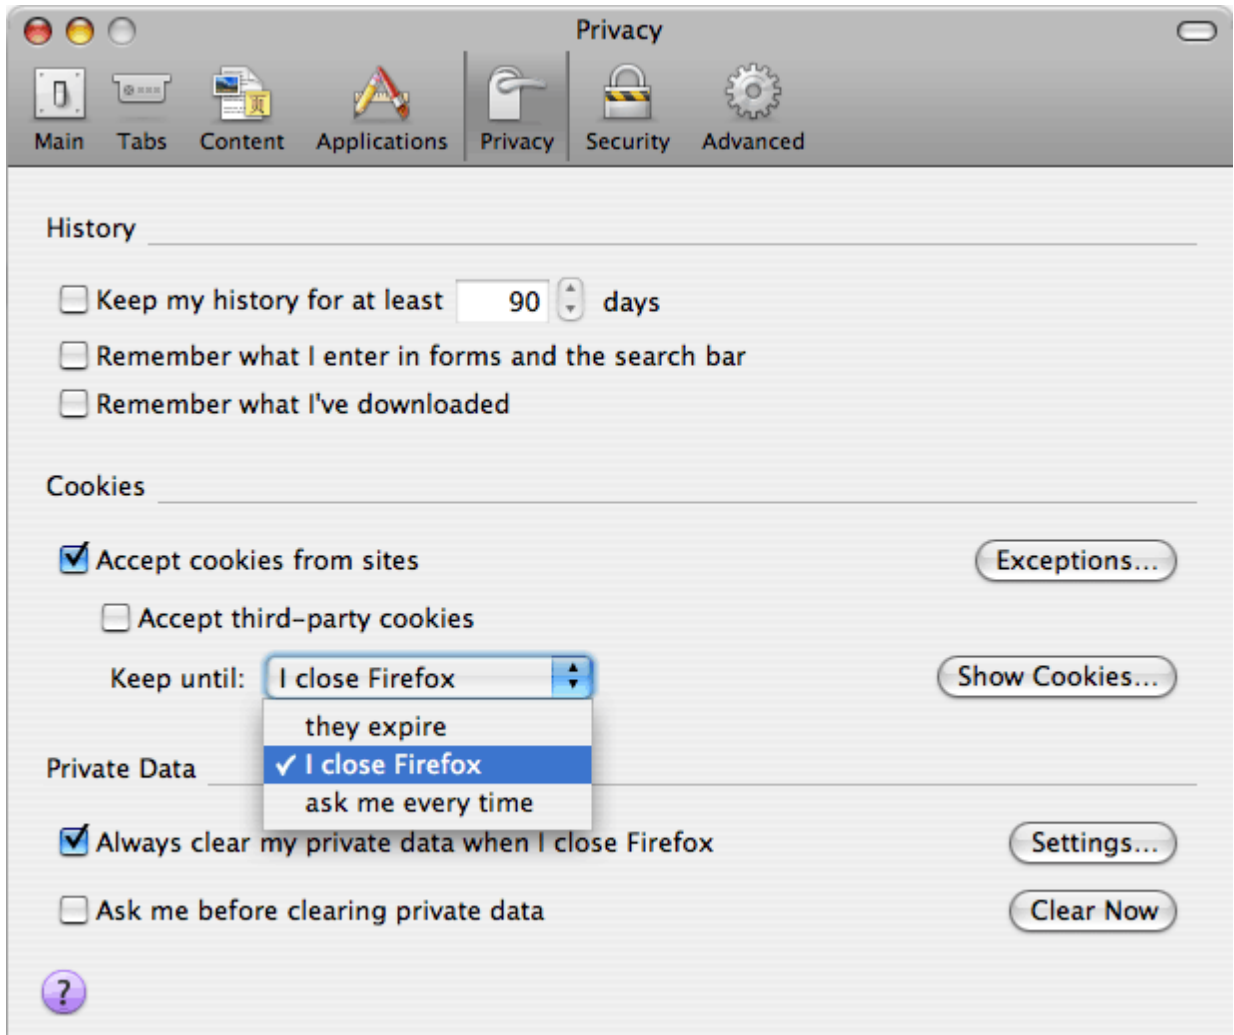 Privacy
Main Tabs Content Applications Privacy Security Advanced
History
Keep my history for at least 90 days
Remember what I enter in forms and the search bar
Remember what I've downloaded
Cookies
Accept cookies from sites Exceptions...
Accept third-party cookies
Keep until: I close Firefox Show Cookies...
they expire
Private Data ✓ I close Firefox
ask me every time
Always clear my private data when I close Firefox Settings...
Ask me before clearing private data Clear Now
?